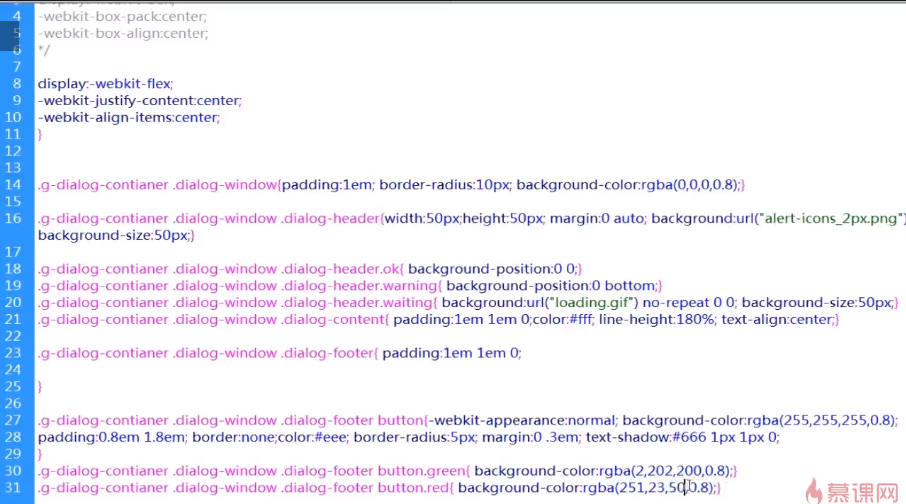 4 -webkit-box-pack:center;
5 -webkit-box-align:center;
6 */
7
8 display:-webkit-flex;
9 -webkit-justify-content:center;
10 -webkit-align-items:center;
11 }
12
13
14 .g-dialog-contianer .dialog-window{padding:1em; border-radius:10px; background-color:rgba(0,0,0,0.8);}
15
16 .g-dialog-contianer .dialog-window .dialog-header{width:50px;height:50px; margin:0 auto; background:url("alert-icons_2px.png")
background-size:50px;}
17
18 .g-dialog-contianer .dialog-window .dialog-header.ok{ background-position:0 0;}
19 .g-dialog-contianer .dialog-window .dialog-header.warning{ background-position:0 bottom;}
20 .g-dialog-contianer .dialog-window .dialog-header.waiting{ background:url("loading.gif") no-repeat 0 0; background-size:50px;}
21 .g-dialog-contianer .dialog-window .dialog-content{ padding:1em 1em 0;color:#fff; line-height:180%; text-align:center;}
22
23 .g-dialog-contianer .dialog-window .dialog-footer{ padding:1em 1em 0;
24
25 }
26
27 .g-dialog-contianer .dialog-window .dialog-footer button{-webkit-appearance:normal; background-color:rgba(255,255,255,0.8);
28 padding:0.8em 1.8em; border:none;color:#eee; border-radius:5px; margin:0 .3em; text-shadow:#666 1px 1px 0;
29 }
30 .g-dialog-contianer .dialog-window .dialog-footer button.green{ background-color:rgba(2,202,200,0.8);}
31 .g-dialog-contianer .dialog-window .dialog-footer button.red{ background-color:rgba(251,23,50,0.8);}
慕课网